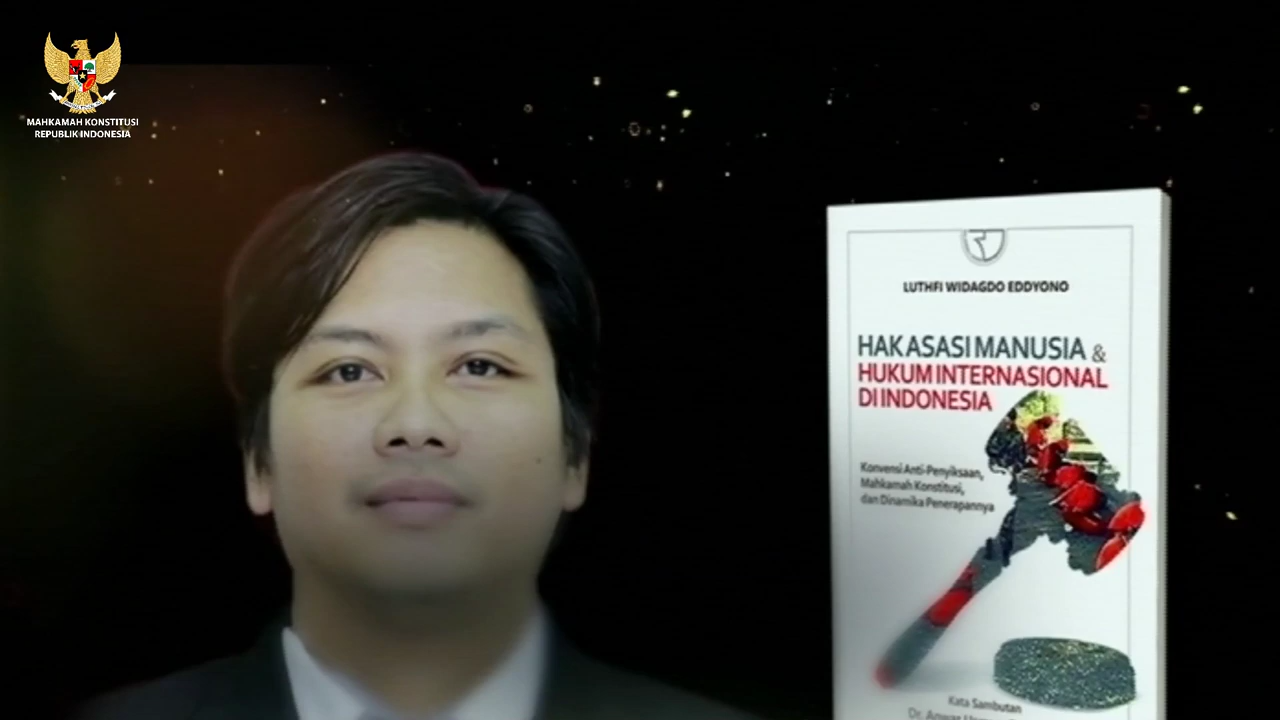 MAHKAMAH KONSTITUSI
REPUBLIK INDONESIA
LUTHFI WIDAGDO EDDYONO
HAK ASASI MANUSIA &
HUKUM INTERNASIONAL
DI INDONESIA
Konvensi Anti-Penyiksaan,
Mahkamah Konstitusi,
dan Dinamika Penerapannya
Kata Sambutan
Dr. Anwar